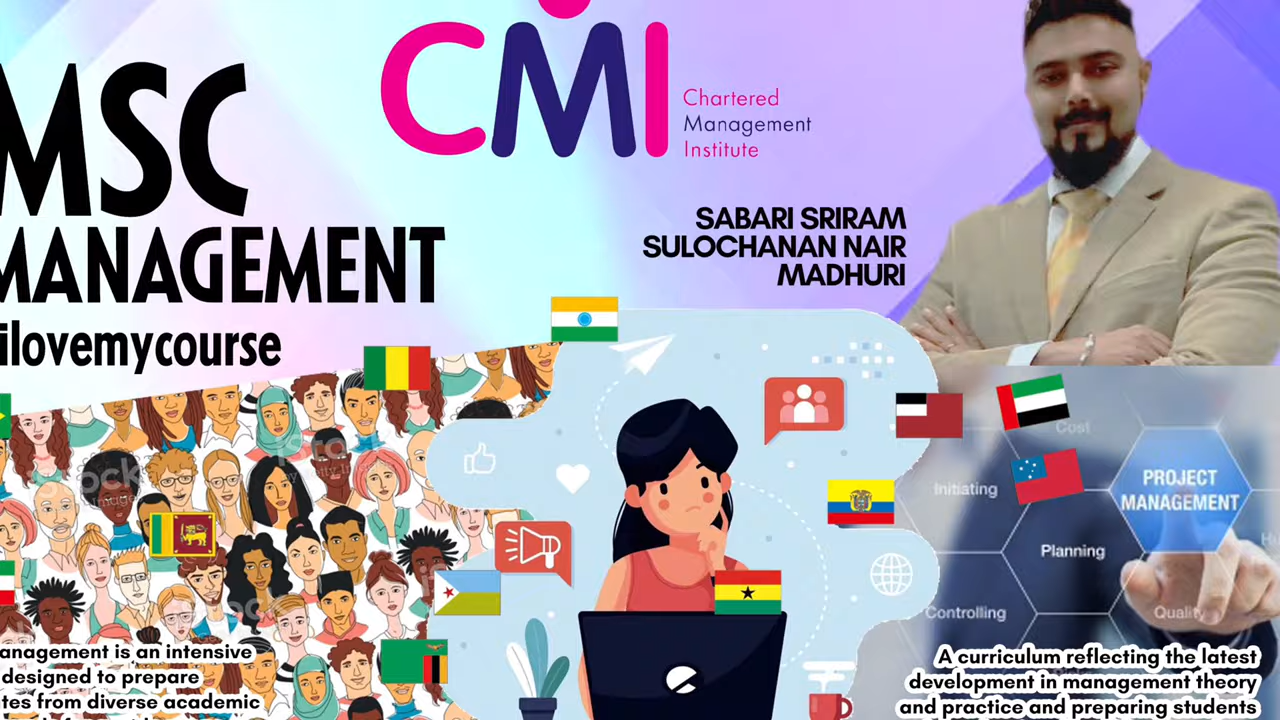 MSC
MANAGEMENT
ilovemycourse
CMI
Chartered
Management
Institute
SABARI SRIRAM
SULOCHANAN NAIR
MADHURI
Cost
Initiating
PROJECT
MANAGEMENT
Planning
Controlling
Quality
anagement is an intensive
designed to prepare
tes from diverse academic
A curriculum reflecting the latest
development in management theory
and practice and preparing students